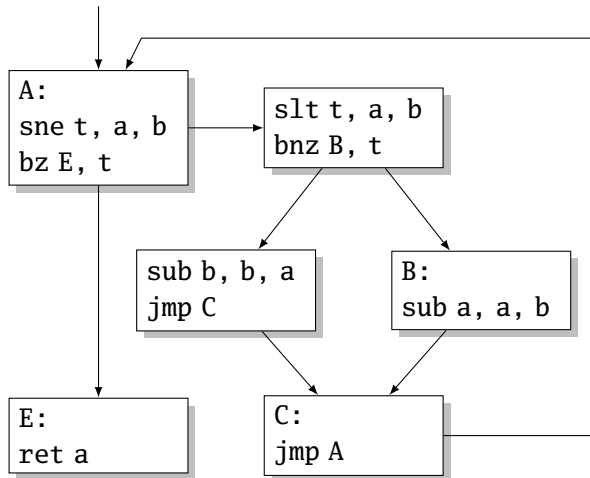 A:
sne t, a, b
bz E, t
slt t, a, b
bnz B, t
sub b, b, a
jmp C
B:
sub a, a, b
E:
ret a
C:
jmp A